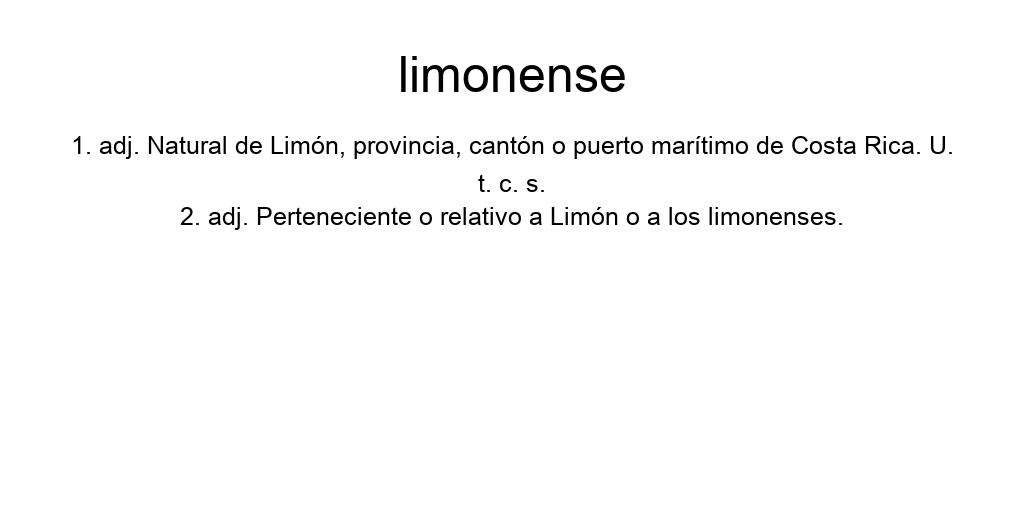 limonense
1. adj. Natural de Limón, provincia, cantón o puerto marítimo de Costa Rica. U.
t. c. s.
2. adj. Perteneciente o relativo a Limón o a los limonenses.